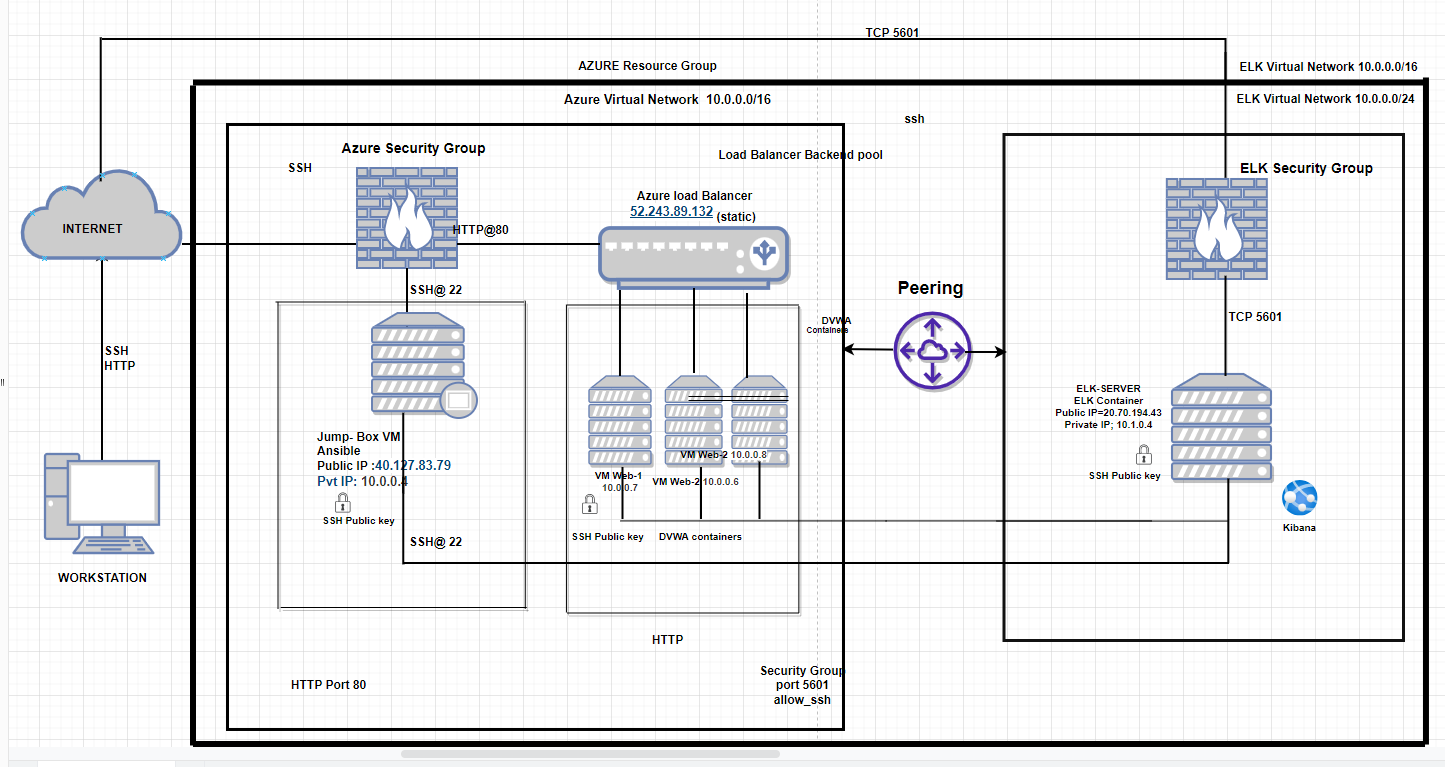 TCP 5601
AZURE Resource Group
ELK Virtual Network 10.0.0.0/16
Azure Virtual Network 10.0.0.0/16
ELK Virtual Network 10.0.0.0/24
ssh
Azure Security Group
SSH
Load Balancer Backend pool
ELK Security Group
Azure load Balancer
52.243.89.132 (static)
INTERNET
HTTP@80
SSH@ 22
Peering
DVWA
Containers
TCP 5601
SSH
HTTP
ELK-SERVER
ELK Container
Public IP=20.70.194.43
Private IP; 10.1.0.4
SSH Public key
Kibana
Jump- Box VM
Ansible
Public IP :40.127.83.79
Pvt IP: 10.0.0.4
SSH Public key
VM Web-2 10.0.0.8
VM Web-1
10.0.0.7
VM Web-2 10.0.0.6
SSH Public key
DVWA containers
SSH@ 22
WORKSTATION
HTTP
HTTP Port 80
Security Group
port 5601
allow_ssh